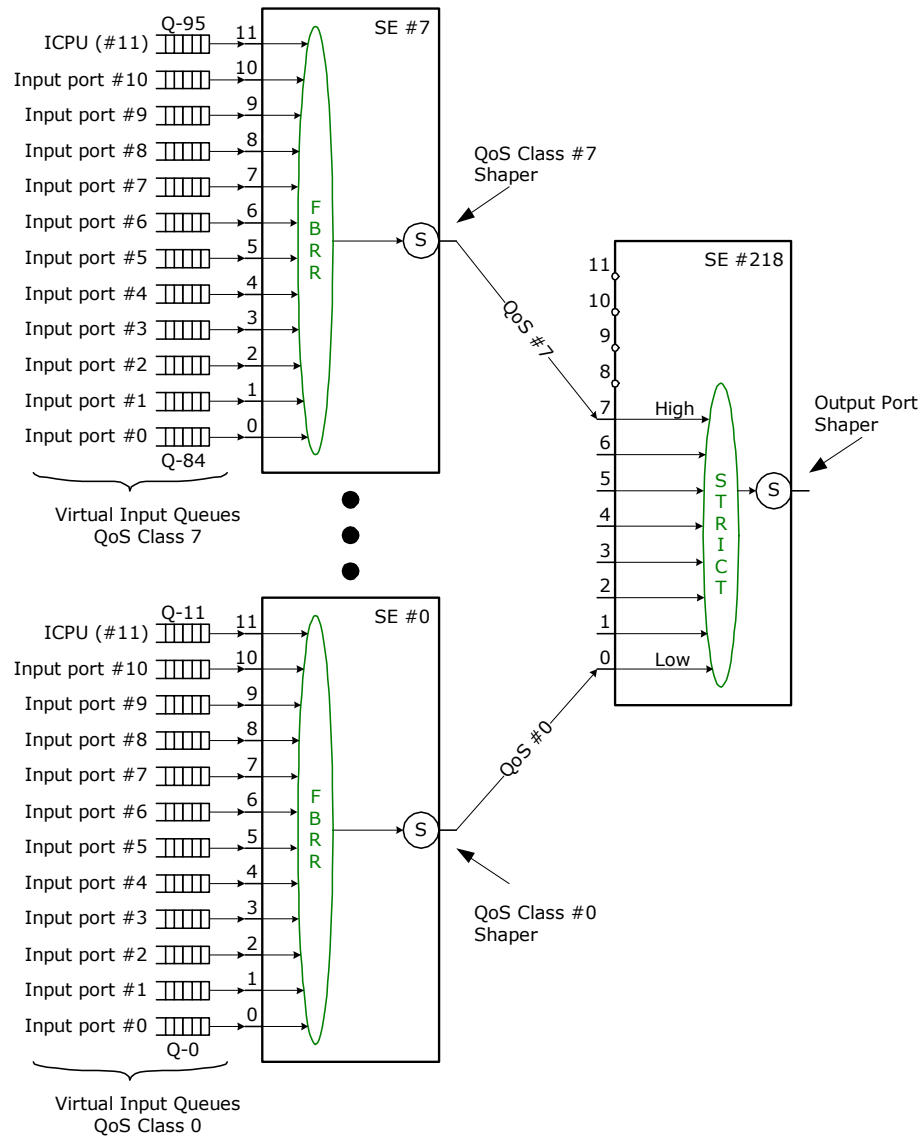 Q-95
SE #7
ICPU (#11) 11
Input port #10 10
Input port #9 9
Input port #8 8
Input port #7 7
Input port #6 6
Input port #5 5
Input port #4 4
Input port #3 3
Input port #2 2
Input port #1 1
Input port #0 0
Q-84
F
B
R
R
S
Virtual Input Queues
QoS Class 7
QoS Class #7
Shaper
QoS #7
Q-11
SE #0
ICPU (#11) 11
Input port #10 10
Input port #9 9
Input port #8 8
Input port #7 7
Input port #6 6
Input port #5 5
Input port #4 4
Input port #3 3
Input port #2 2
Input port #1 1
Input port #0 0
Q-0
F
B
R
R
S
Virtual Input Queues
QoS Class 0
QoS Class #0
Shaper
QoS #0
SE #218
11
10
9
8
7 High
6
5
4
3
2
1
0 Low
S
T
R
I
C
T
S
Output Port
Shaper